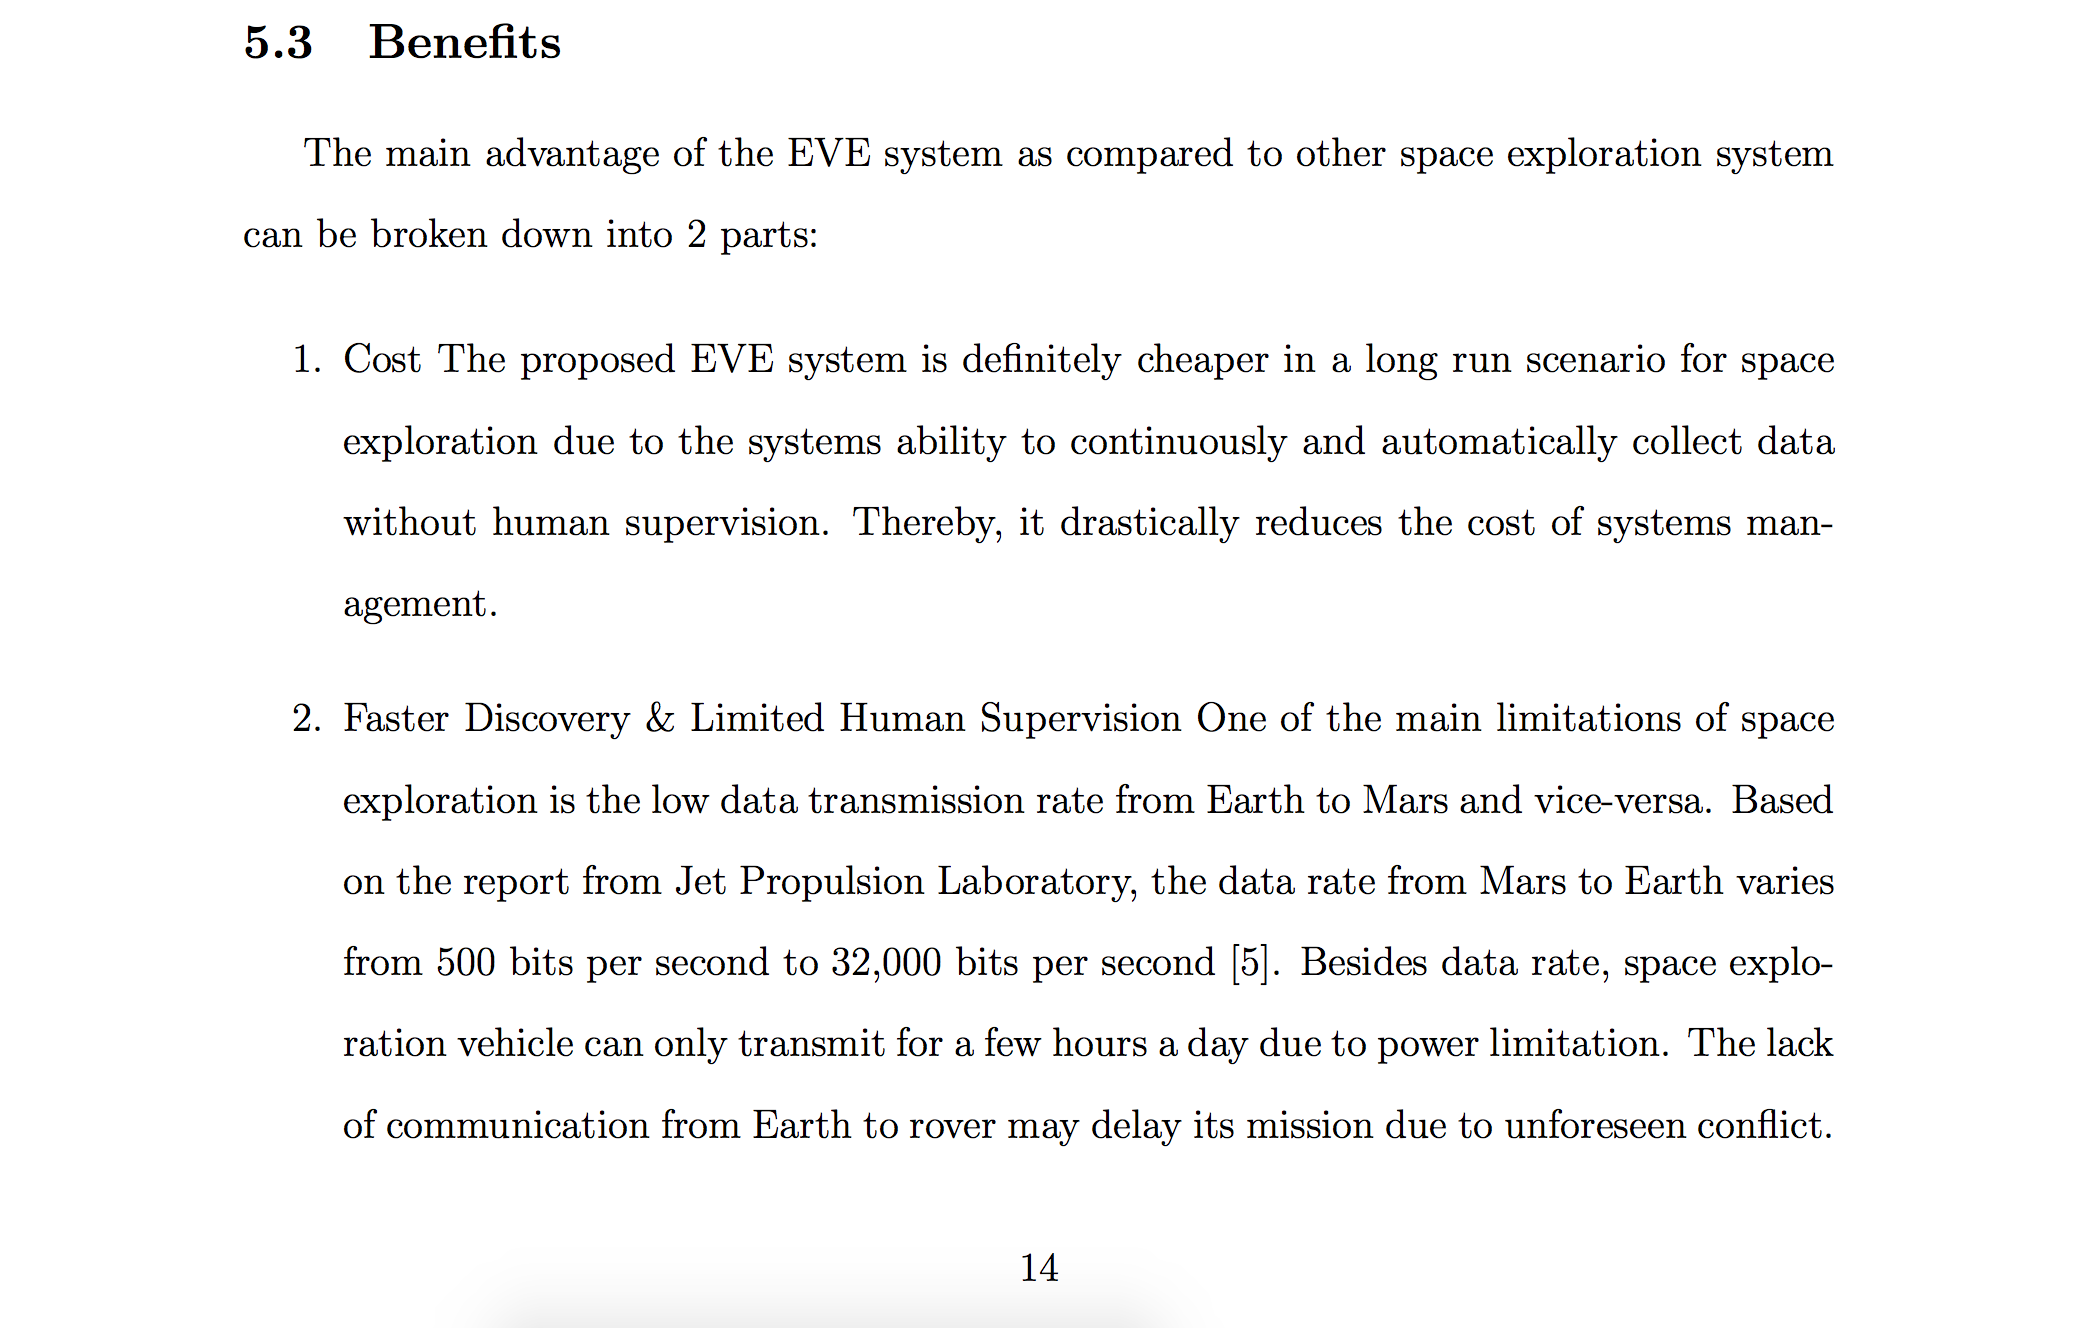 5.3 Benefits
The main advantage of the EVE system as compared to other space exploration system
can be broken down into 2 parts:
1. Cost The proposed EVE system is definitely cheaper in a long run scenario for space
exploration due to the systems ability to continuously and automatically collect data
without human supervision. Thereby, it drastically reduces the cost of systems man-
agement.
2. Faster Discovery & Limited Human Supervision One of the main limitations of space
exploration is the low data transmission rate from Earth to Mars and vice-versa. Based
on the report from Jet Propulsion Laboratory, the data rate from Mars to Earth varies
from 500 bits per second to 32,000 bits per second [5]. Besides data rate, space explo-
ration vehicle can only transmit for a few hours a day due to power limitation. The lack
of communication from Earth to rover may delay its mission due to unforeseen conflict.
14